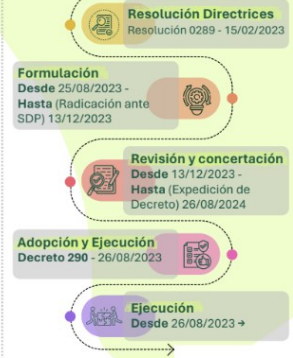 Resolución Directrices
Resolución 0289 - 15/02/2023
Formulación
Desde 25/08/2023 -
Hasta (Radicación ante
SDP) 13/12/2023
Revisión y concertación
Desde 13/12/2023 -
Hasta (Expedición de
Decreto) 26/08/2024
Adopción y Ejecución
Decreto 290 - 26/08/2023
Ejecución
Desde 26/08/2023 →